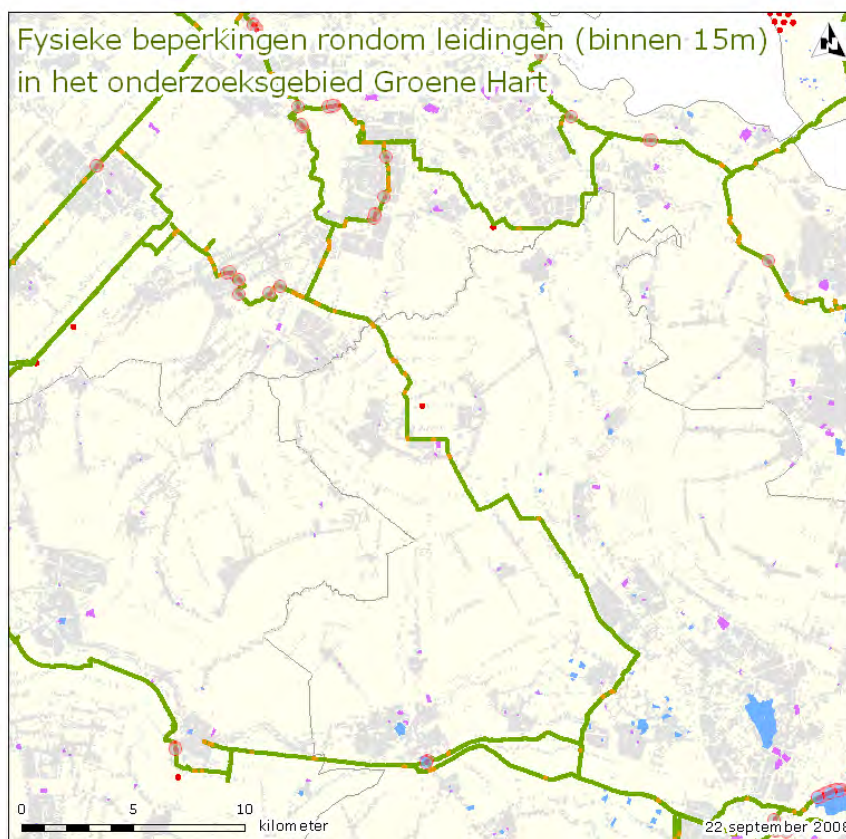 Fysieke beperkingen rondom leidingen (binnen 15m)
in het onderzoeksgebied Groene Hart
N
0 5 10
kilometer
22 september 2008